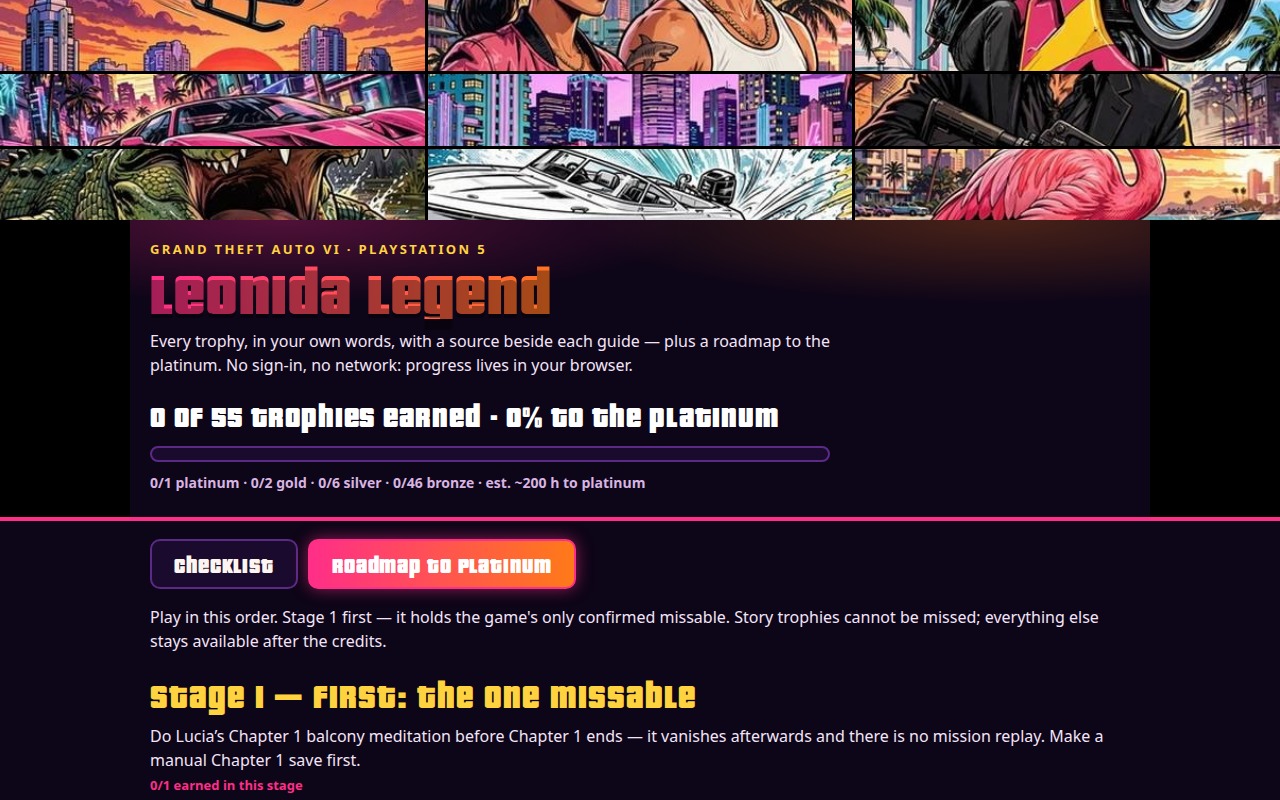 GRAND THEFT AUTO VI · PLAYSTATION 5
Leonida Legend
Every trophy, in your own words, with a source beside each guide — plus a roadmap to the
platinum. No sign-in, no network: progress lives in your browser.
0 of 55 trophies earned · 0% to the platinum
0/1 platinum · 0/2 gold · 0/6 silver · 0/46 bronze · est. ~200 h to platinum
Checklist
Roadmap to Platinum
Play in this order. Stage 1 first — it holds the game's only confirmed missable. Story trophies cannot be missed; everything else
stays available after the credits.
Stage 1 — First: the one missable
Do Lucia’s Chapter 1 balcony meditation before Chapter 1 ends — it vanishes afterwards and there is no mission replay. Make a
manual Chapter 1 save first.
0/1 earned in this stage